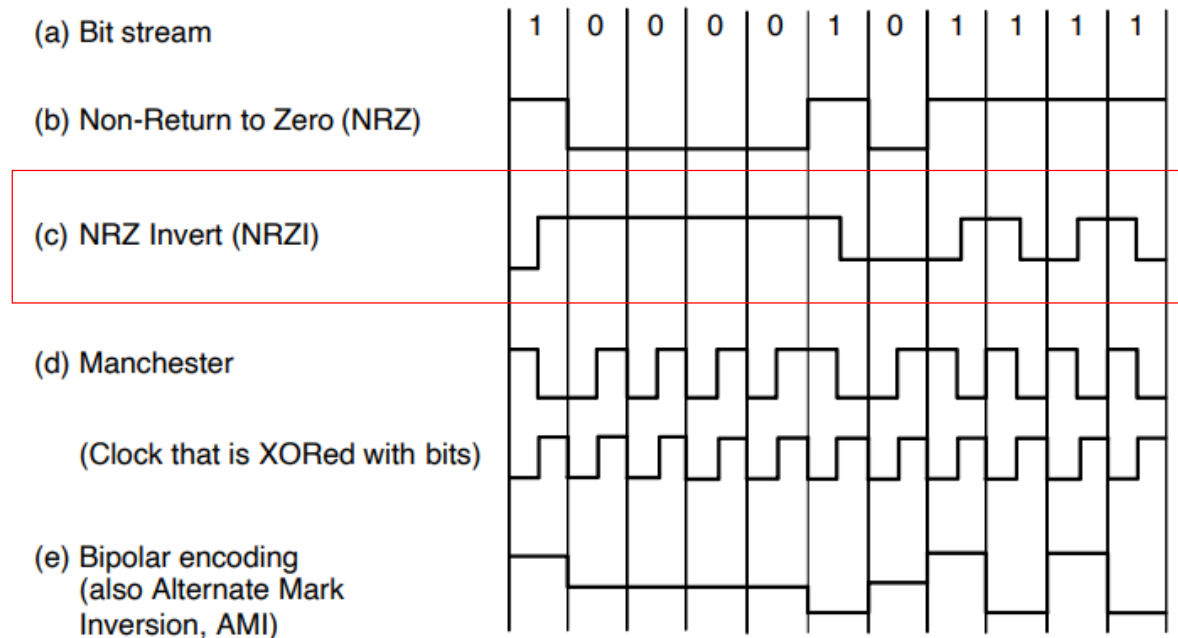 (a) Bit stream 1 0 0 0 0 1 0 1 1 1 1
(b) Non-Return to Zero (NRZ)
(c) NRZ Invert (NRZI)
(d) Manchester
(Clock that is XORed with bits)
(e) Bipolar encoding
(also Alternate Mark
Inversion, AMI)